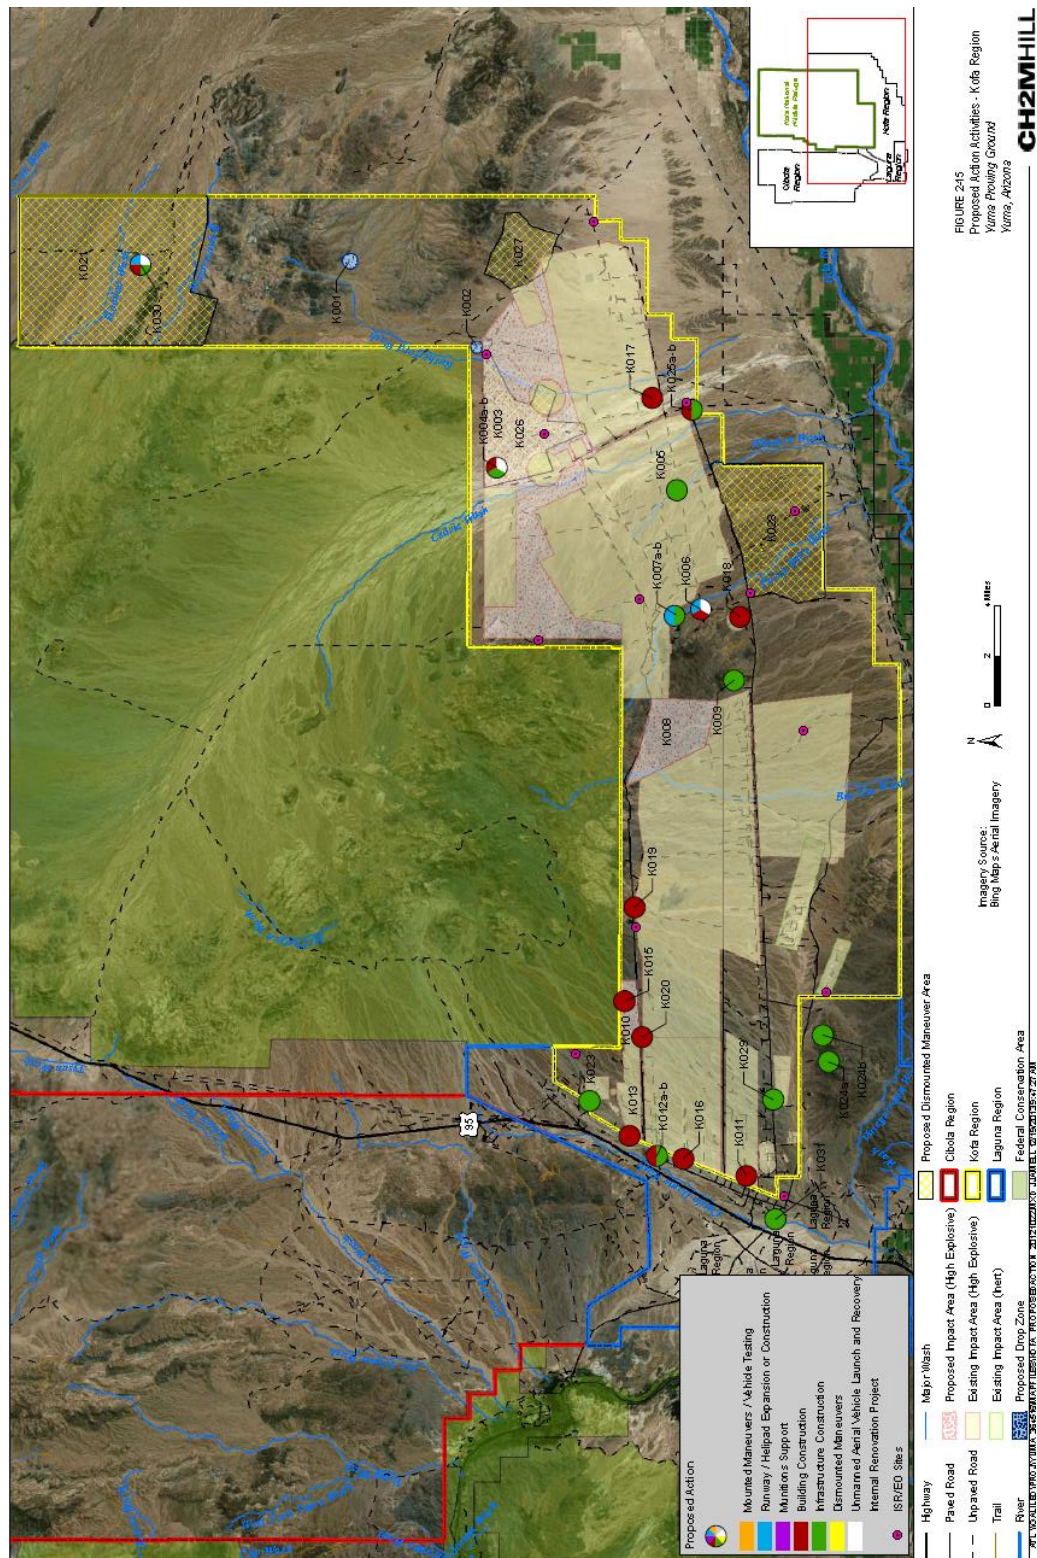 K021
K030
K001
K002
K027
K004a-b
K003
K026
K017
K025a-b
K005
K007a-b
K006
K018
K028
K009
K008
K019
K015
K020
K010
K023
K013
K012a-b
K016
K029
K011
K031
K024a
K024b
95
Laguna
Region
Cibola
Region
Kofa Region
FIGURE 2-15
Proposed Action Activities - Kofa Region
Yuma Proving Ground
Yuma, Arizona
CH2MHILL
N
0 2 4 Miles
Imagery Source:
Bing Maps Aerial Imagery
Proposed Action
Mounted Maneuvers / Vehicle Testing
Runway / Helipad Expansion or Construction
Munitions Support
Building Construction
Infrastructure Construction
Dismounted Maneuvers
Unmanned Aerial Vehicle Launch and Recovery
Internal Renovation Project
ISR/EO Sites
Highway
Paved Road
Unpaved Road
Trail
River
Major Wash
Proposed Impact Area (High Explosive)
Existing Impact Area (High Explosive)
Existing Impact Area (Inert)
Proposed Drop Zone
Proposed Dismounted Maneuver Area
Cibola Region
Kofa Region
Laguna Region
Federal Conservation Area